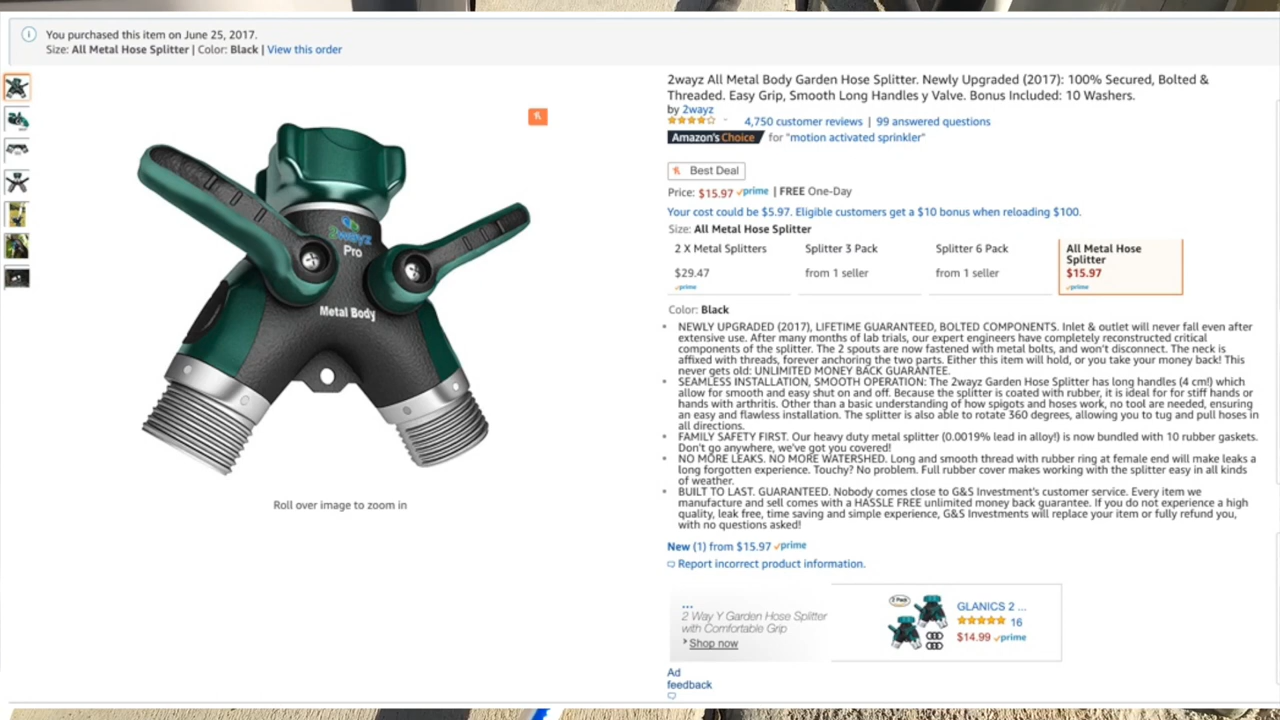 You purchased this item on June 25, 2017.
Size: All Metal Hose Splitter | Color: Black | View this order
2wayz
Pro
Metal Body
Roll over image to zoom in
2wayz All Metal Body Garden Hose Splitter. Newly Upgraded (2017): 100% Secured, Bolted &
Threaded. Easy Grip, Smooth Long Handles y Valve. Bonus Included: 10 Washers.
by 2wayz
4,750 customer reviews | 99 answered questions
Amazon's Choice for "motion activated sprinkler"
Best Deal
Price: $15.97 prime | FREE One-Day
Your cost could be $5.97. Eligible customers get a $10 bonus when reloading $100.
Size: All Metal Hose Splitter
2 X Metal Splitters
$29.47
prime
Splitter 3 Pack
from 1 seller
Splitter 6 Pack
from 1 seller
All Metal Hose
Splitter
$15.97
prime
Color: Black
NEWLY UPGRADED (2017), LIFETIME GUARANTEED, BOLTED COMPONENTS. Inlet & outlet will never fall even after
extensive use. After many months of lab trials, our expert engineers have completely reconstructed critical
components of the splitter. The 2 spouts are now fastened with metal bolts, and won't disconnect. The neck is
affixed with threads, forever anchoring the two parts. Either this item will hold, or you take your money back! This
never gets old: UNLIMITED MONEY BACK GUARANTEE.
SEAMLESS INSTALLATION, SMOOTH OPERATION: The 2wayz Garden Hose Splitter has long handles (4 cm!) which
allow for smooth and easy shut on and off. Because the splitter is coated with rubber, it is ideal for for stiff hands or
hands with arthritis. Other than a basic understanding of how spigots and hoses work, no tool are needed, ensuring
an easy and flawless installation. The splitter is also able to rotate 360 degrees, allowing you to tug and pull hoses in
all directions.
FAMILY SAFETY FIRST. Our heavy duty metal splitter (0.0019% lead in alloy!) is now bundled with 10 rubber gaskets.
Don't go anywhere, we've got you covered!
NO MORE LEAKS. NO MORE WATERSHED. Long and smooth thread with rubber ring at female end will make leaks a
long forgotten experience. Touchy? No problem. Full rubber cover makes working with the splitter easy in all kinds
of weather.
BUILT TO LAST. GUARANTEED. Nobody comes close to G&S Investment's customer service. Every item we
manufacture and sell comes with a HASSLE FREE unlimited money back guarantee. If you do not experience a high
quality, leak free, time saving and simple experience, G&S Investments will replace your item or fully refund you,
with no questions asked!
New (1) from $15.97 prime
Report incorrect product information.
...
2 Way Y Garden Hose Splitter
with Comfortable Grip
› Shop now
2 Pack
GLANICS 2 ...
16
$14.99 prime
Ad
feedback